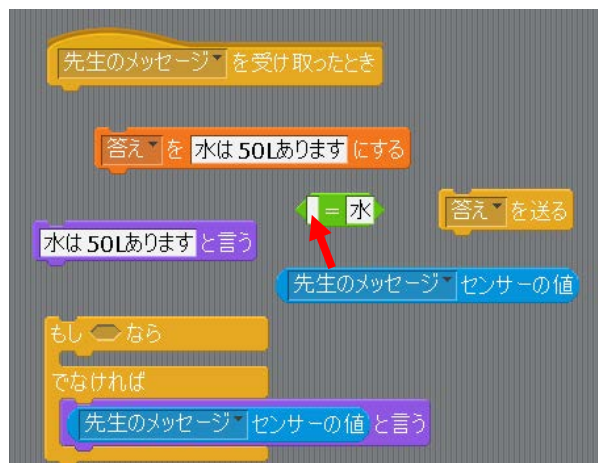 先生のメッセージ を受け取ったとき
答え を 水は 50Lあります にする
= 水
答え を送る
水は 50Lあります と言う
先生のメッセージ センサーの値
もし なら
でなければ
先生のメッセージ センサーの値 と言う